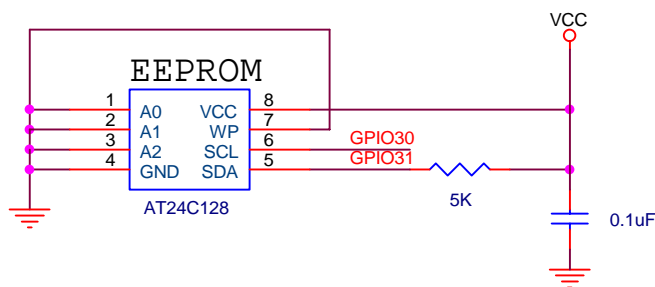 VCC
EEPROM
1 A0 VCC 8
2 A1 WP 7
3 A2 SCL 6 GPIO30
4 GND SDA 5 GPIO31
5K
AT24C128
0.1uF